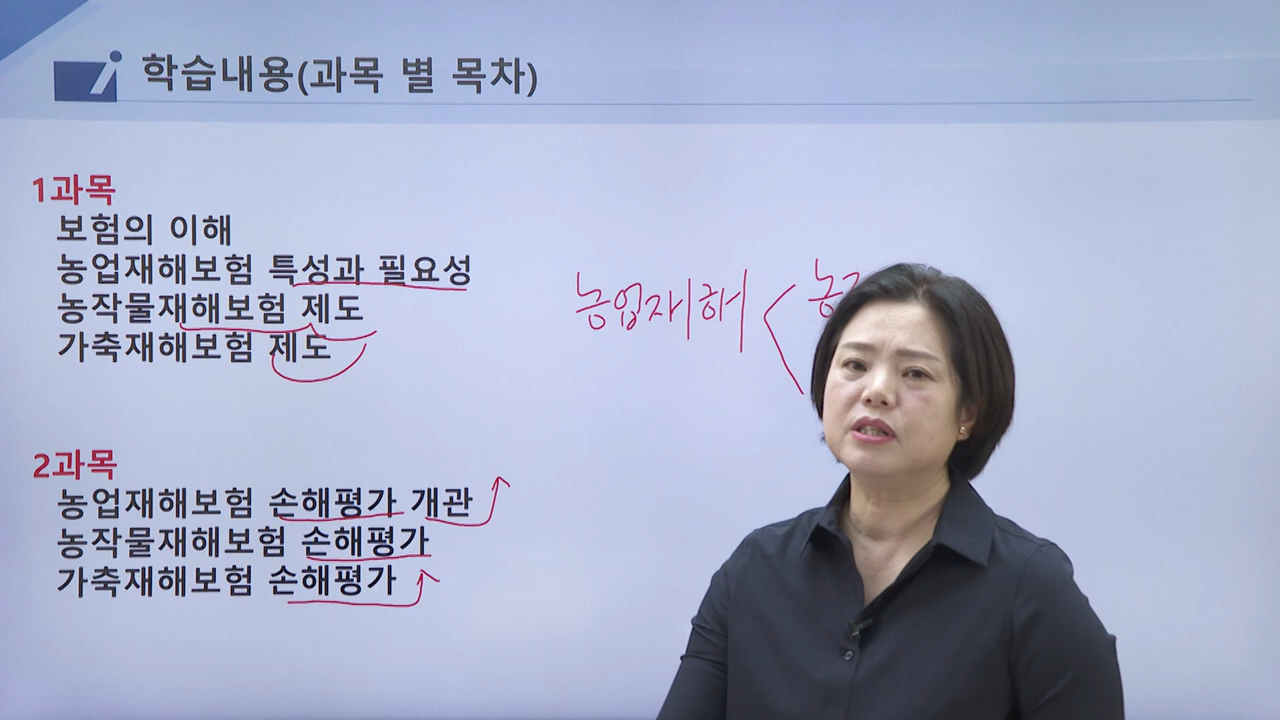 학습내용(과목 별 목차)
1과목
보험의 이해
농업재해보험 특성과 필요성
농작물재해보험 제도
가축재해보험 제도
농업재해
2과목
농업재해보험 손해평가 개관
농작물재해보험 손해평가
가축재해보험 손해평가